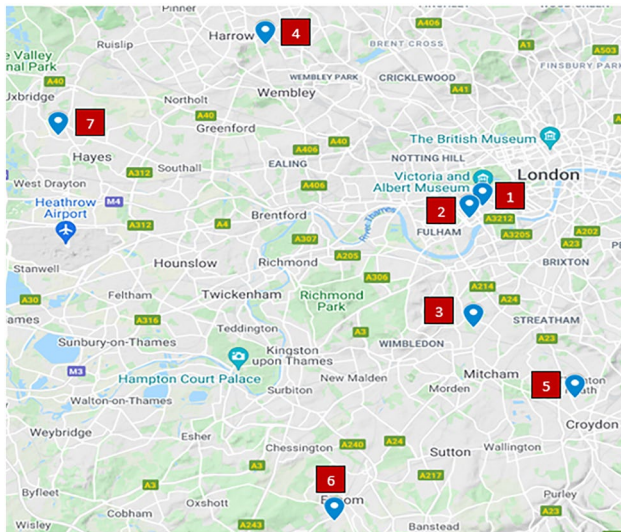 Pinner
Harrow
4
A406
BRENT CROSS
A1
A503
FINSBURY PARK
Ruislip
WEMBLEY PARK
CRICKLEWOOD
A40
A41
Uxbridge
Northolt
Wembley
7
A40
Greenford
A40
The British Museum
Hayes
A406
NOTTING HILL
A312
Southall
EALING
Victoria and
Albert Museum
London
West Drayton
M4
A406
1
Heathrow
Airport
A312
A4
Brentford
River Thames
2
A3212
FULHAM
A307
A3205
A202
A23
Stanwell
Hounslow
Richmond
A205
BRIXTON
A306
A30
Feltham
Twickenham
Richmond
Park
A214
A24
A316
Teddington
3
STREATHAM
A3
A23
Sunbury-on-Thames
WIMBLEDON
Kingston
upon Thames
M3
Hampton Court Palace
New Malden
Mitcham
5
Morden
Surbiton
Walton-on-Thames
Croydon
Weybridge
Esher
Chessington
A240
A24
Sutton
Wallington
A3
6
A217
Byfleet
A3
Oxshott
Purley
Cobham
A243
Banstead
A23
Wisley